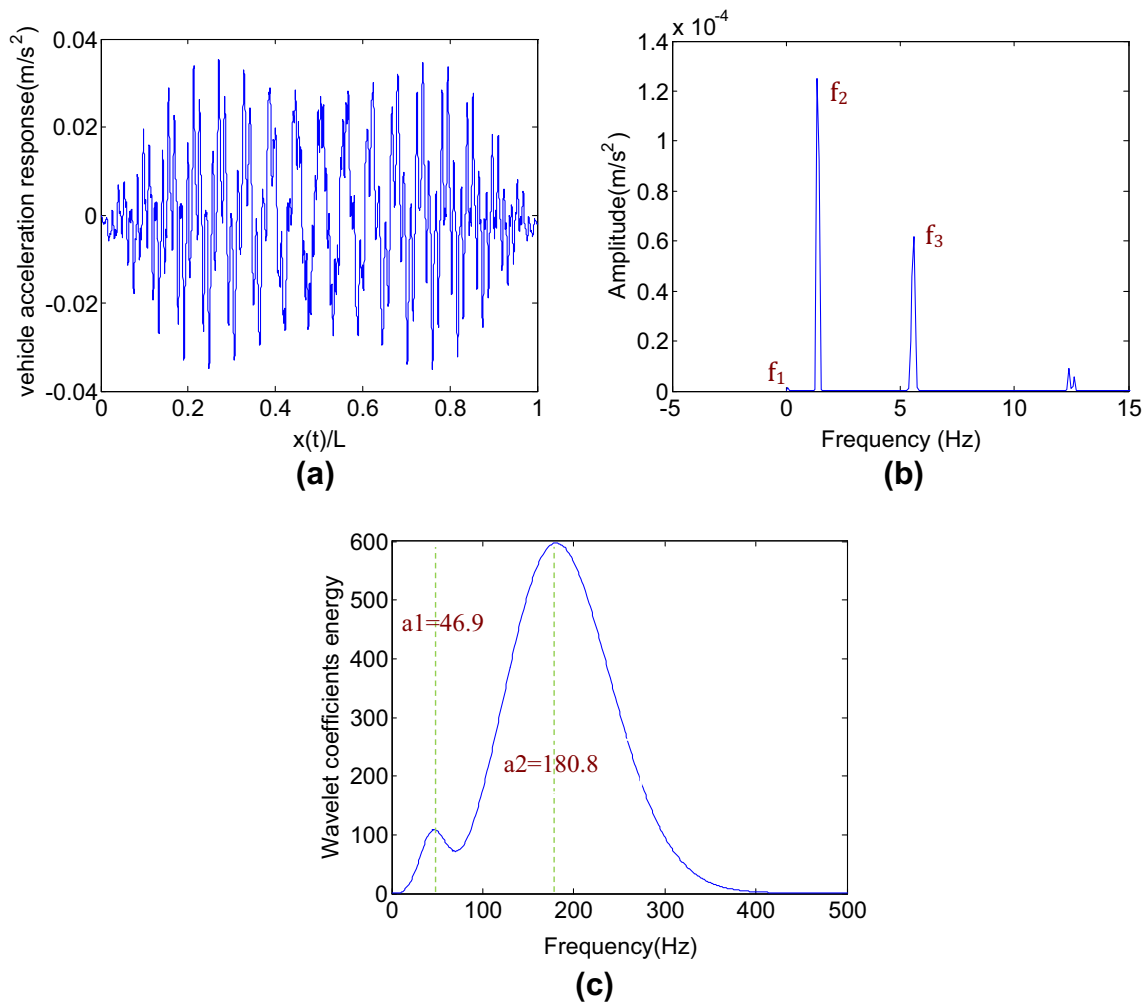 0.04
0.02
0
-0.02
-0.04
vehicle acceleration response(m/s²)
0 0.2 0.4 0.6 0.8 1
x(t)/L
(a)
x 10⁻⁴
1.4
1.2
1
0.8
0.6
0.4
0.2
0
Amplitude(m/s²)
f₂
f₃
f₁
-5 0 5 10 15
Frequency (Hz)
(b)
600
500
400
300
200
100
0
Wavelet coefficients energy
a1=46.9
a2=180.8
0 100 200 300 400 500
Frequency(Hz)
(c)